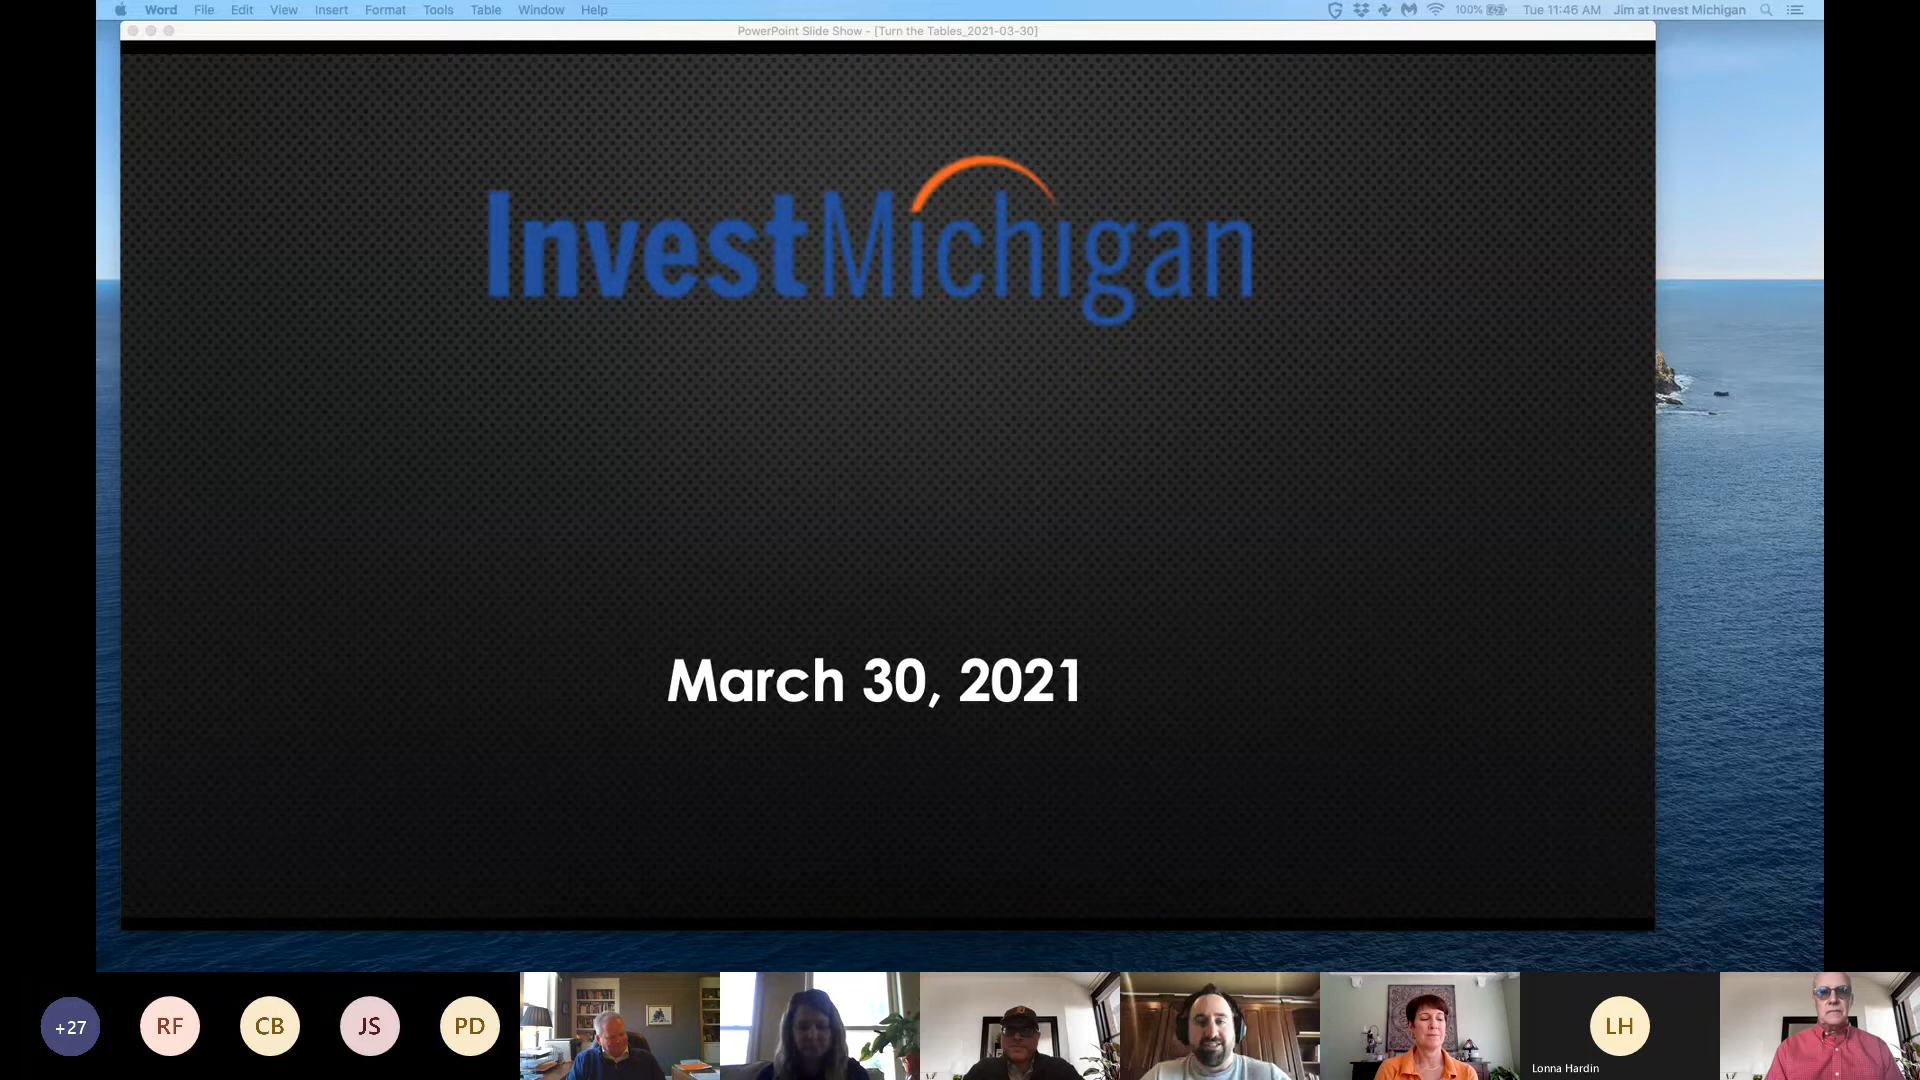 Word File Edit View Insert Format Tools Table Window Help 100% Tue 11:46 AM Jim at Invest Michigan
PowerPoint Slide Show - [Turn the Tables_2021-03-30]
InvestMichigan
March 30, 2021
+27 RF CB JS PD LH
Lonna Hardin